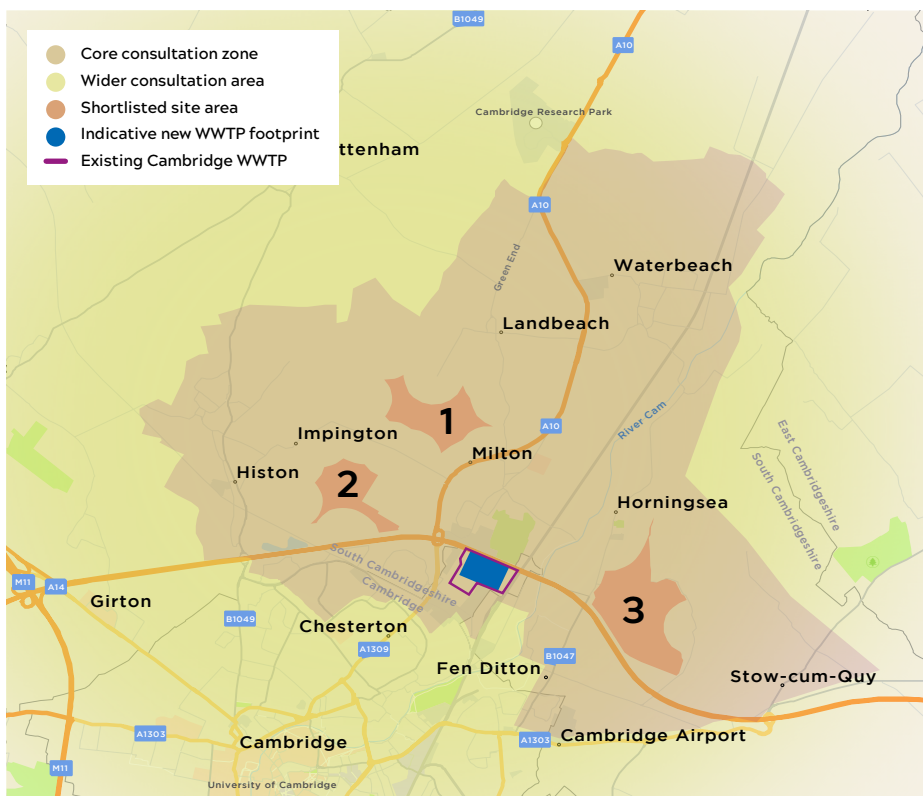 Core consultation zone
Wider consultation area
Shortlisted site area
Indicative new WWTP footprint
Existing Cambridge WWTP
B1049
A10
Cambridge Research Park
ttenham
A10
Green End
Waterbeach
Landbeach
River Cam
1
A10
Impington
Milton
East Cambridgeshire
South Cambridgeshire
2
Histon
Horningsea
South Cambridgeshire
Cambridge
M11
A14
Girton
3
B1049
Chesterton
A1309
B1047
Fen Ditton
Stow-cum-Quy
A1303
Cambridge
A1303
Cambridge Airport
M11
University of Cambridge